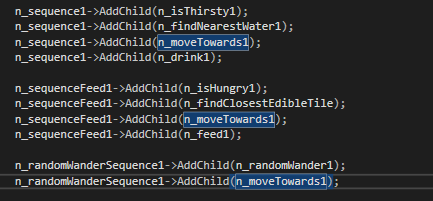 n_sequence1->AddChild(n_isThirsty1);
n_sequence1->AddChild(n_findNearestWater1);
n_sequence1->AddChild(n_moveTowards1);
n_sequence1->AddChild(n_drink1);
n_sequenceFeed1->AddChild(n_isHungry1);
n_sequenceFeed1->AddChild(n_findClosestEdibleTile);
n_sequenceFeed1->AddChild(n_moveTowards1);
n_sequenceFeed1->AddChild(n_feed1);
n_randomWanderSequence1->AddChild(n_randomWander1);
n_randomWanderSequence1->AddChild(n_moveTowards1);